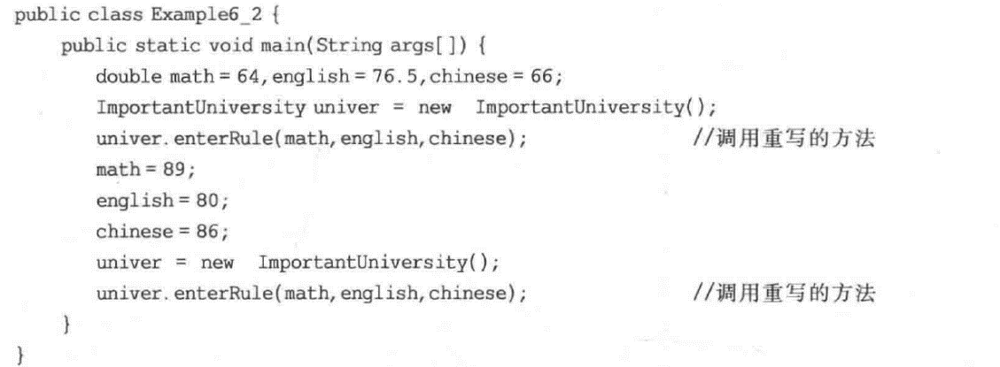 public class Example6_2 {
    public static void main(String args[]) {
        double math = 64,english = 76.5,chinese = 66;
        ImportantUniversity univer = new  ImportantUniversity();
        univer.enterRule(math,english,chinese);                //调用重写的方法
        math = 89;
        english = 80;
        chinese = 86;
        univer = new  ImportantUniversity();
        univer.enterRule(math,english,chinese);                //调用重写的方法
    }
}